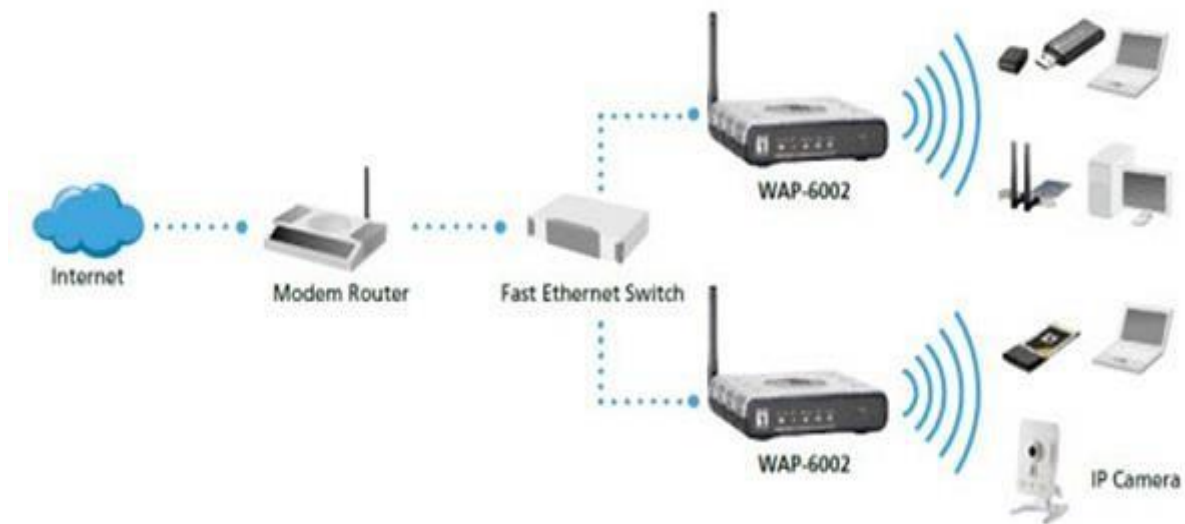 WAP-6002
Internet
Modem Router
Fast Ethernet Switch
WAP-6002
IP Camera